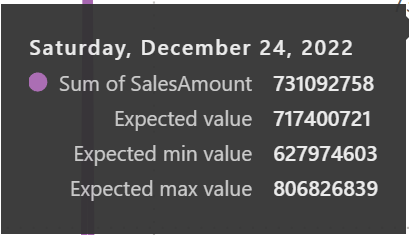 Saturday, December 24, 2022
Sum of SalesAmount 731092758
Expected value 717400721
Expected min value 627974603
Expected max value 806826839